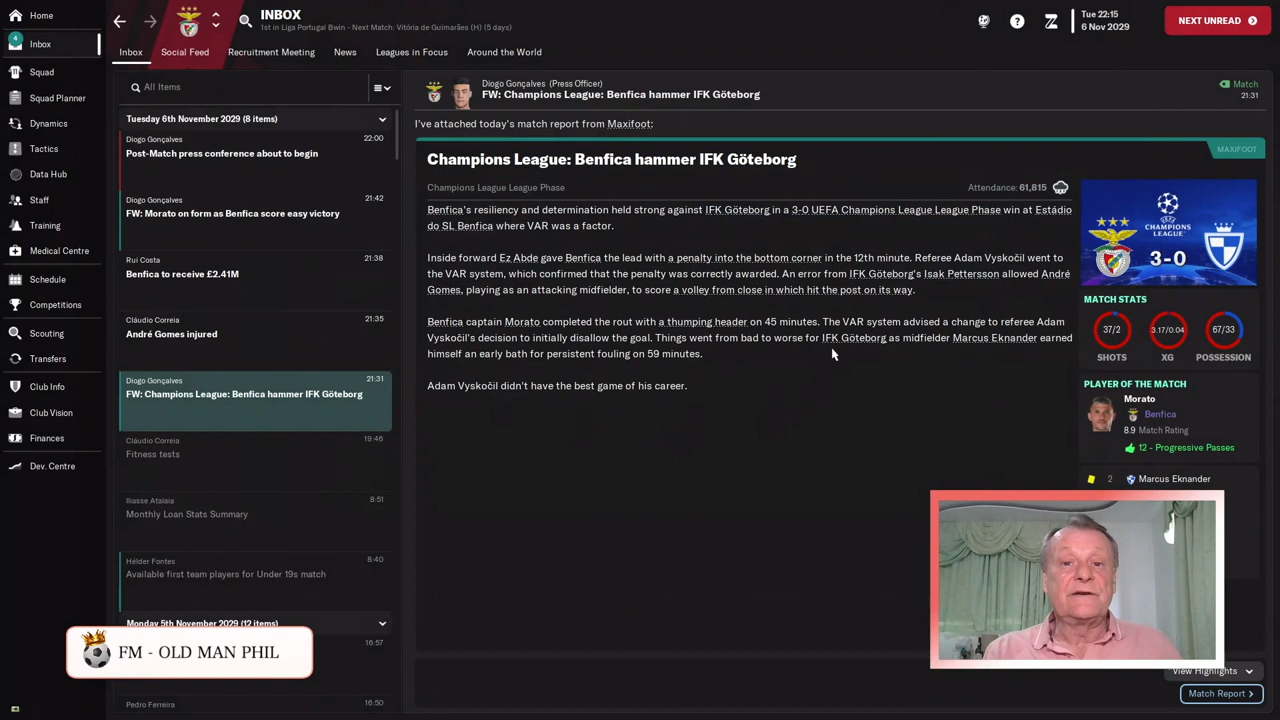 INBOX
1st in Liga Portugal Bwin - Next Match: Vitória de Guimarães (H) (5 days)
Tue 22:15
6 Nov 2029
NEXT UNREAD
4
Home
Inbox
Squad
Squad Planner
Dynamics
Tactics
Data Hub
Staff
Training
Medical Centre
Schedule
Competitions
Scouting
Transfers
Club Info
Club Vision
Finances
Dev. Centre
Inbox
Social Feed
Recruitment Meeting
News
Leagues in Focus
Around the World
All Items
Tuesday 6th November 2029 (8 items)
Diogo Gonçalves
22:00
Post-Match press conference about to begin
Diogo Gonçalves
21:42
FW: Morato on form as Benfica score easy victory
Rui Costa
21:38
Benfica to receive £2.41M
Cláudio Correia
21:35
André Gomes injured
Diogo Gonçalves
21:31
FW: Champions League: Benfica hammer IFK Göteborg
Cláudio Correia
19:46
Fitness tests
Iliasse Atalaia
8:51
Monthly Loan Stats Summary
Hélder Fontes
8:40
Available first team players for Under 19s match
Monday 5th November 2029 (12 items)
16:57
Pedro Ferreira
16:50
Diogo Gonçalves (Press Officer)
FW: Champions League: Benfica hammer IFK Göteborg
Match
21:31
I've attached today's match report from Maxifoot:
MAXIFOOT
Champions League: Benfica hammer IFK Göteborg
Champions League League Phase
Attendance: 61,815
Benfica's resiliency and determination held strong against IFK Göteborg in a 3-0 UEFA Champions League League Phase win at Estádio
do SL Benfica where VAR was a factor.
Inside forward Ez Abde gave Benfica the lead with a penalty into the bottom corner in the 12th minute. Referee Adam Vyskočil went to
the VAR system, which confirmed that the penalty was correctly awarded. An error from IFK Göteborg's Isak Pettersson allowed André
Gomes, playing as an attacking midfielder, to score a volley from close in which hit the post on its way.
Benfica captain Morato completed the rout with a thumping header on 45 minutes. The VAR system advised a change to referee Adam
Vyskočil's decision to initially disallow the goal. Things went from bad to worse for IFK Göteborg as midfielder Marcus Eknander earned
himself an early bath for persistent fouling on 59 minutes.
Adam Vyskočil didn't have the best game of his career.
CHAMPIONS
LEAGUE
3-0
MATCH STATS
37/2
3.17/0.04
67/33
SHOTS
XG
POSSESSION
PLAYER OF THE MATCH
Morato
Benfica
8.9 Match Rating
12 - Progressive Passes
2 Marcus Eknander
View Highlights
Match Report
FM - OLD MAN PHIL